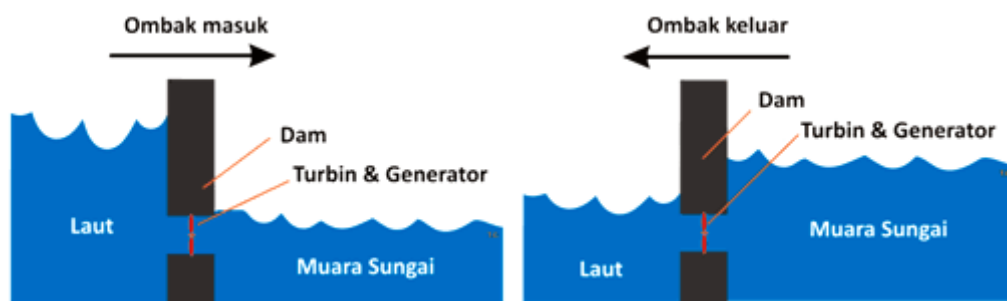 Ombak masuk
Dam
Turbin & Generator
Laut
Muara Sungai
Ombak keluar
Dam
Turbin & Generator
Muara Sungai
Laut